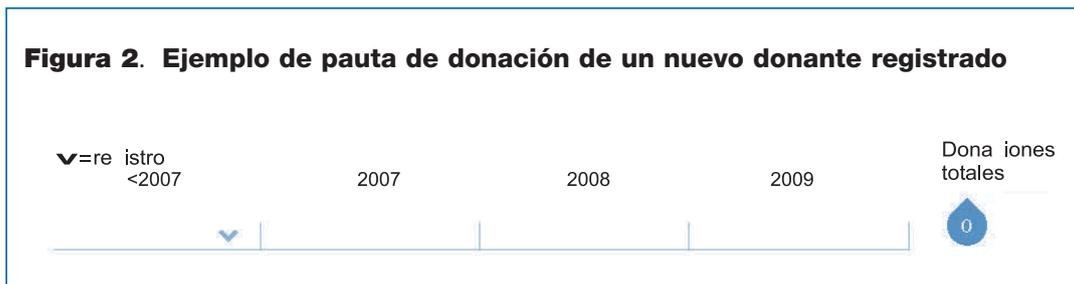 Figura 2. Ejemplo de pauta de donación de un nuevo donante registrado
=re istro
<2007 2007 2008 2009
Dona iones
totales
0